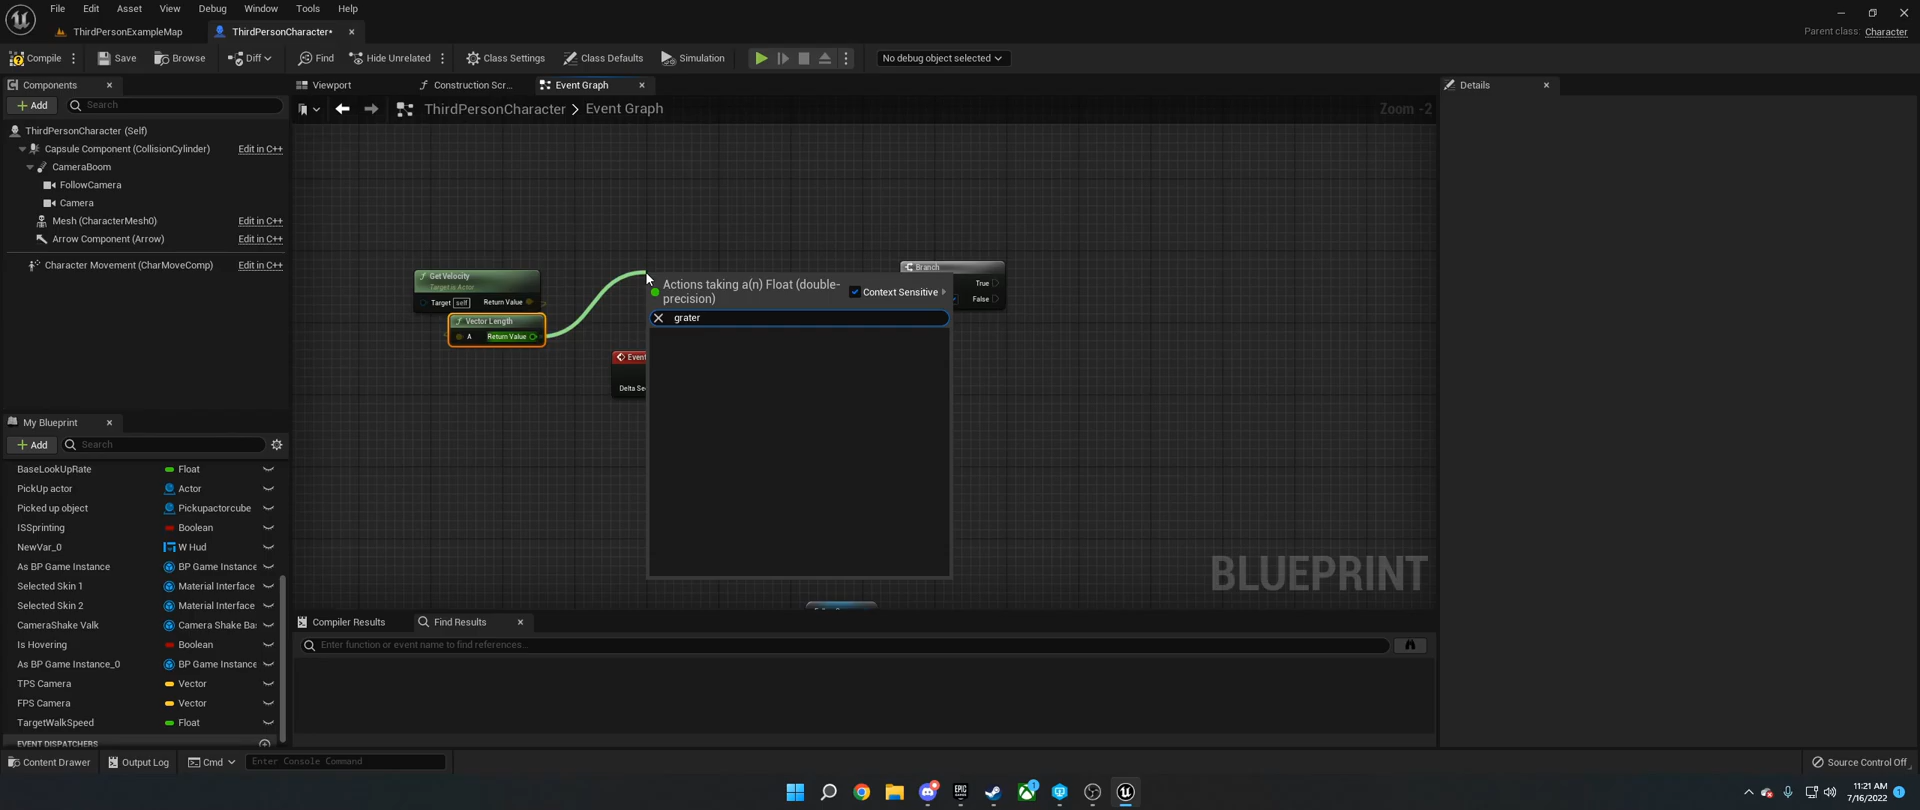 File Edit Asset View Debug Window Tools Help
ThirdPersonExampleMap ThirdPersonCharacter•
Parent class: Character
Compile Save Browse Diff Find Hide Unrelated Class Settings Class Defaults Simulation No debug object selected
Components Viewport Construction Scr... Event Graph Details
Add Search
ThirdPersonCharacter > Event Graph Zoom -2
ThirdPersonCharacter (Self)
Capsule Component (CollisionCylinder) Edit in C++
CameraBoom
FollowCamera
Camera
Mesh (CharacterMesh0) Edit in C++
Arrow Component (Arrow) Edit in C++
Character Movement (CharMoveComp) Edit in C++
Get Velocity
Target is Actor
Target self Return Value
Vector Length
A Return Value
Event
Delta Se
Branch
True
False
Actions taking a(n) Float (double-
precision)
Context Sensitive
grater
BLUEPRINT
My Blueprint
Add Search
BaseLookUpRate Float
PickUp actor Actor
Picked up object Pickupactorcube
ISSprinting Boolean
NewVar_0 W Hud
As BP Game Instance BP Game Instance
Selected Skin 1 Material Interface
Selected Skin 2 Material Interface
CameraShake Valk Camera Shake Ba
Is Hovering Boolean
As BP Game Instance_0 BP Game Instance
TPS Camera Vector
FPS Camera Vector
TargetWalkSpeed Float
EVENT DISPATCHERS
Compiler Results Find Results
Enter function or event name to find references...
Content Drawer Output Log Cmd Enter Console Command Source Control Off
EPIC
GAMES
1
11:21 AM
7/16/2022
1